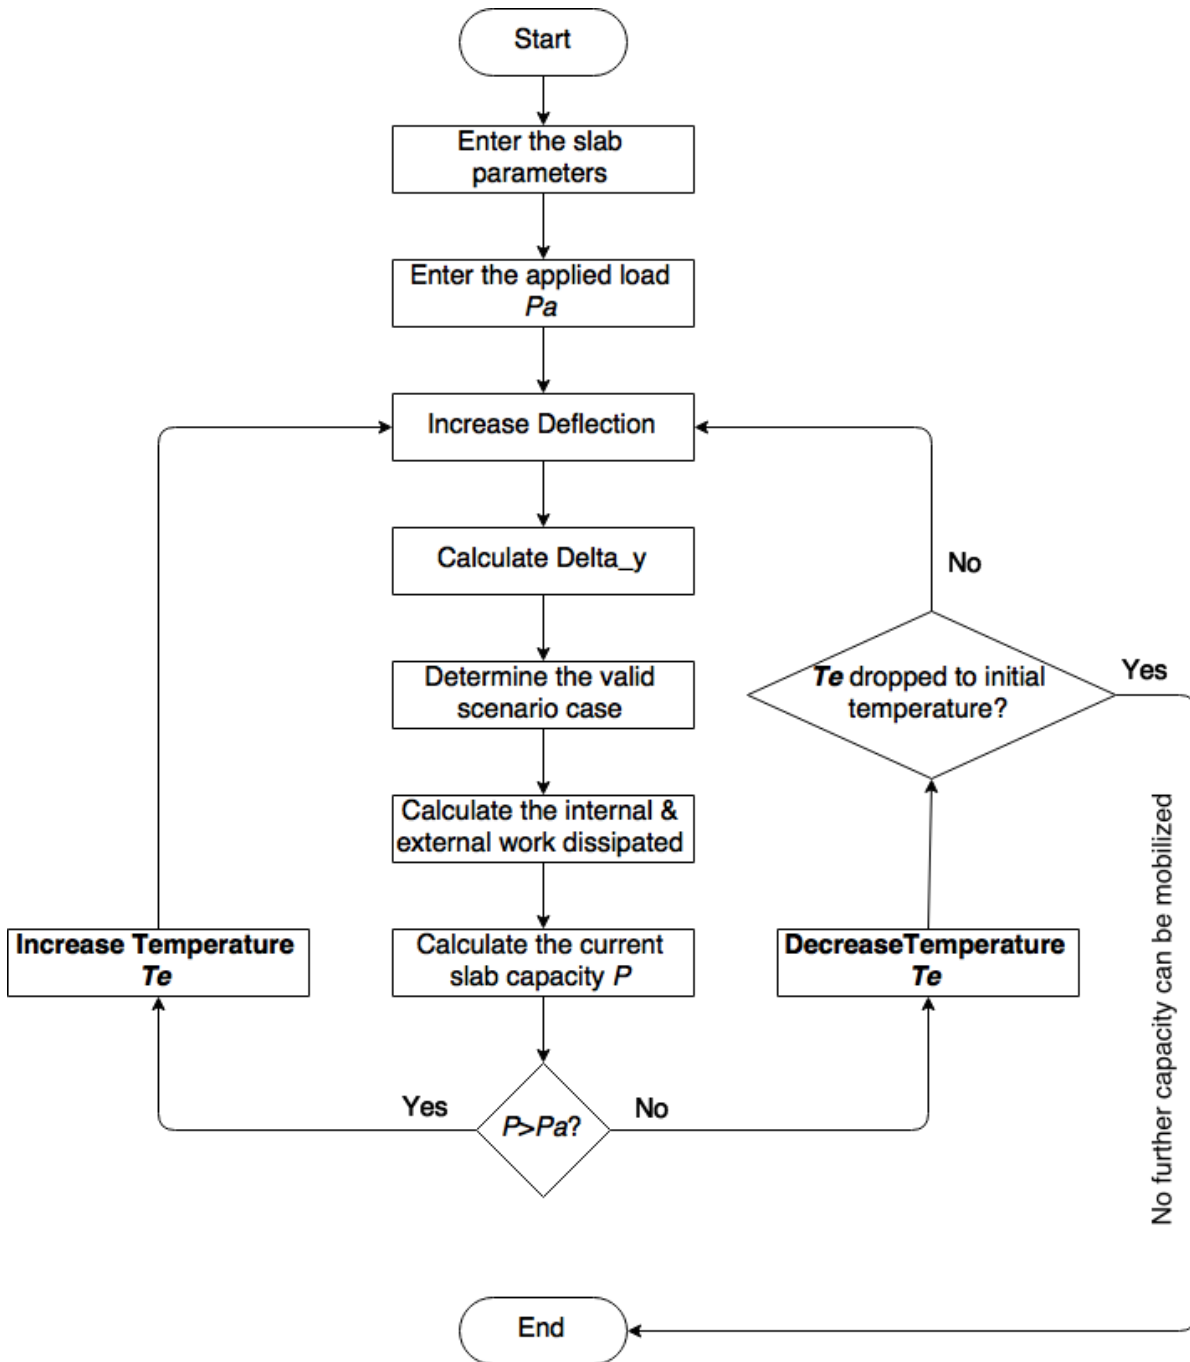 Start
Enter the slab
parameters
Enter the applied load
Pa
Increase Deflection
Calculate Delta_y
No
Determine the valid
scenario case
Te dropped to initial
temperature?
Yes
Calculate the internal &
external work dissipated
Increase Temperature
Te
Calculate the current
slab capacity P
DecreaseTemperature
Te
No further capacity can be mobilized
Yes
P>Pa?
No
End